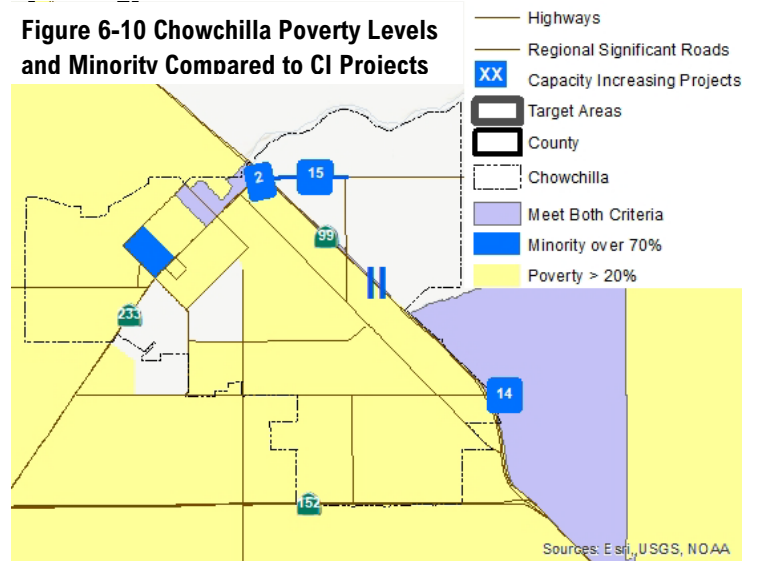 Figure 6-10 Chowchilla Poverty Levels
and Minority Compared to CI Projects
Highways
Regional Significant Roads
XX Capacity Increasing Projects
Target Areas
County
Chowchilla
Meet Both Criteria
Minority over 70%
Poverty > 20%
2
15
99
233
14
152
Sources: Esri, USGS, NOAA